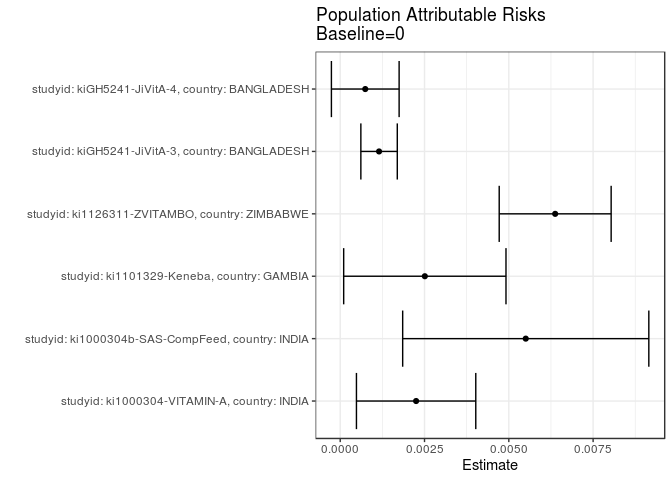 Population Attributable Risks
Baseline=0
studyid: kiGH5241-JiVitA-4, country: BANGLADESH
studyid: kiGH5241-JiVitA-3, country: BANGLADESH
studyid: ki1126311-ZVITAMBO, country: ZIMBABWE
studyid: ki1101329-Keneba, country: GAMBIA
studyid: ki1000304b-SAS-CompFeed, country: INDIA
studyid: ki1000304-VITAMIN-A, country: INDIA
0.0000 0.0025 0.0050 0.0075
Estimate